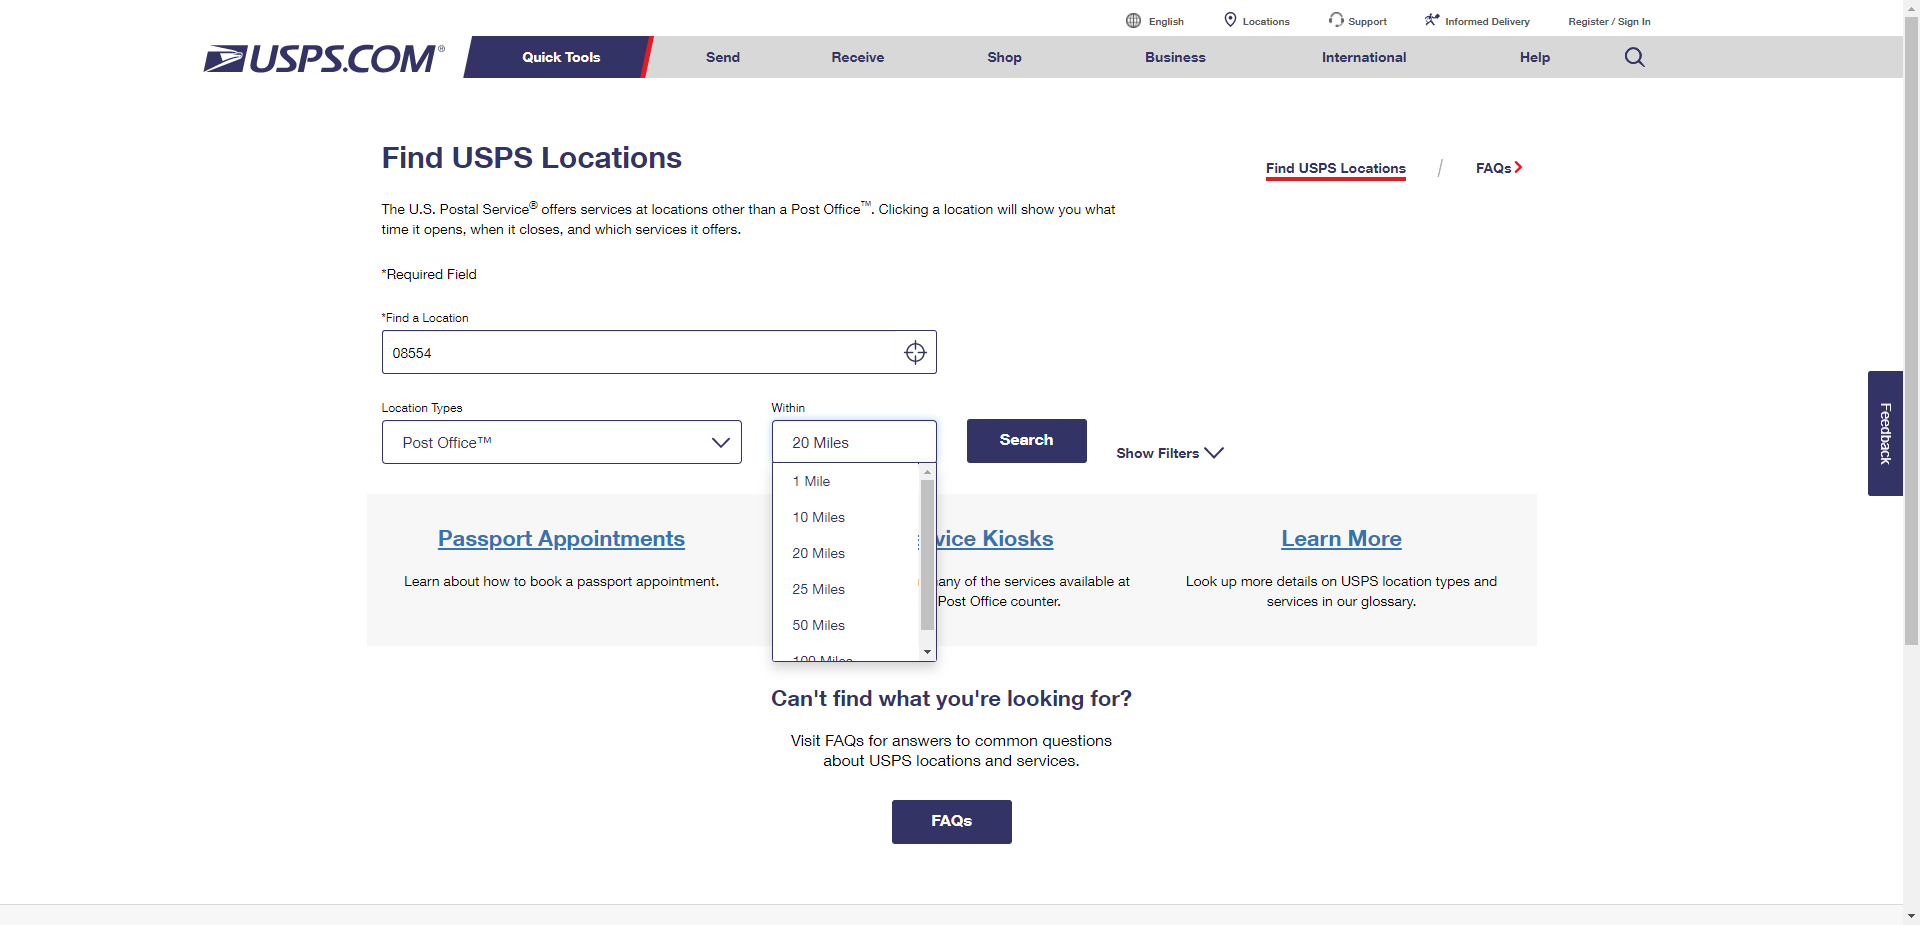 English
Locations
Support
Informed Delivery
Register / Sign In
USPS.COM®
Quick Tools
Send
Receive
Shop
Business
International
Help
Find USPS Locations
Find USPS Locations
/
FAQs
The U.S. Postal Service® offers services at locations other than a Post Office™. Clicking a location will show you what
time it opens, when it closes, and which services it offers.
*Required Field
*Find a Location
08554
Location Types
Within
Post Office™
20 Miles
Search
Show Filters
1 Mile
10 Miles
20 Miles
25 Miles
50 Miles
100 Miles
Feedback
Passport Appointments
Learn about how to book a passport appointment.
vice Kiosks
any of the services available at
Post Office counter.
Learn More
Look up more details on USPS location types and
services in our glossary.
Can't find what you're looking for?
Visit FAQs for answers to common questions
about USPS locations and services.
FAQs